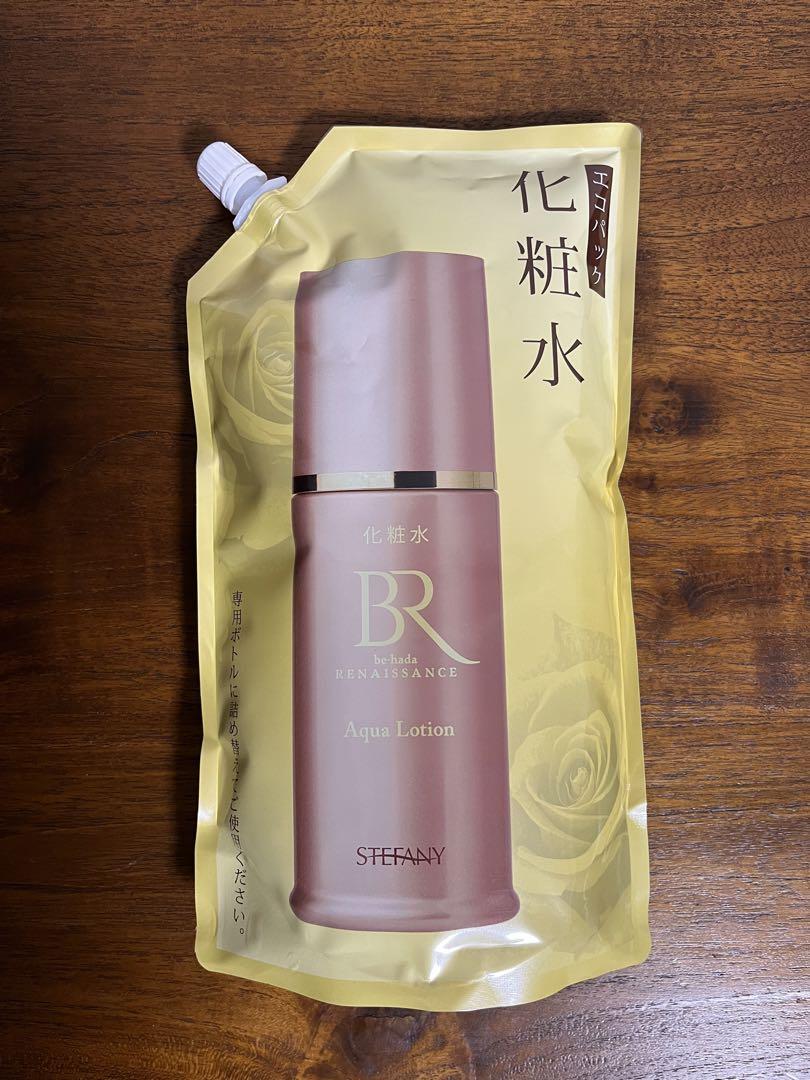 エコパック
化粧水
化粧水
BR
be-hada
RENAISSANCE
Aqua Lotion
STEFANY
専用ボトルに詰め替えてご使用ください。